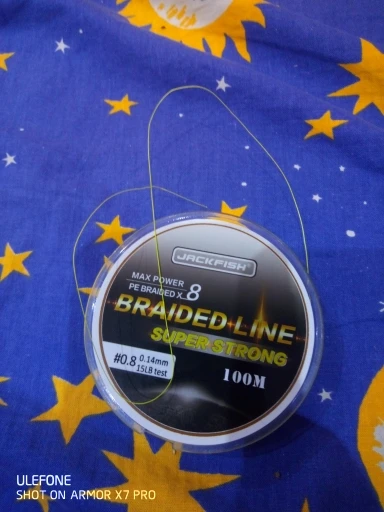 JACKFISH
MAX POWER
PE BRAIDED X8
BRAIDED LINE
SUPER STRONG
#0.8 0.14mm
15LB test
100M
ULEFONE
SHOT ON ARMOR X7 PRO